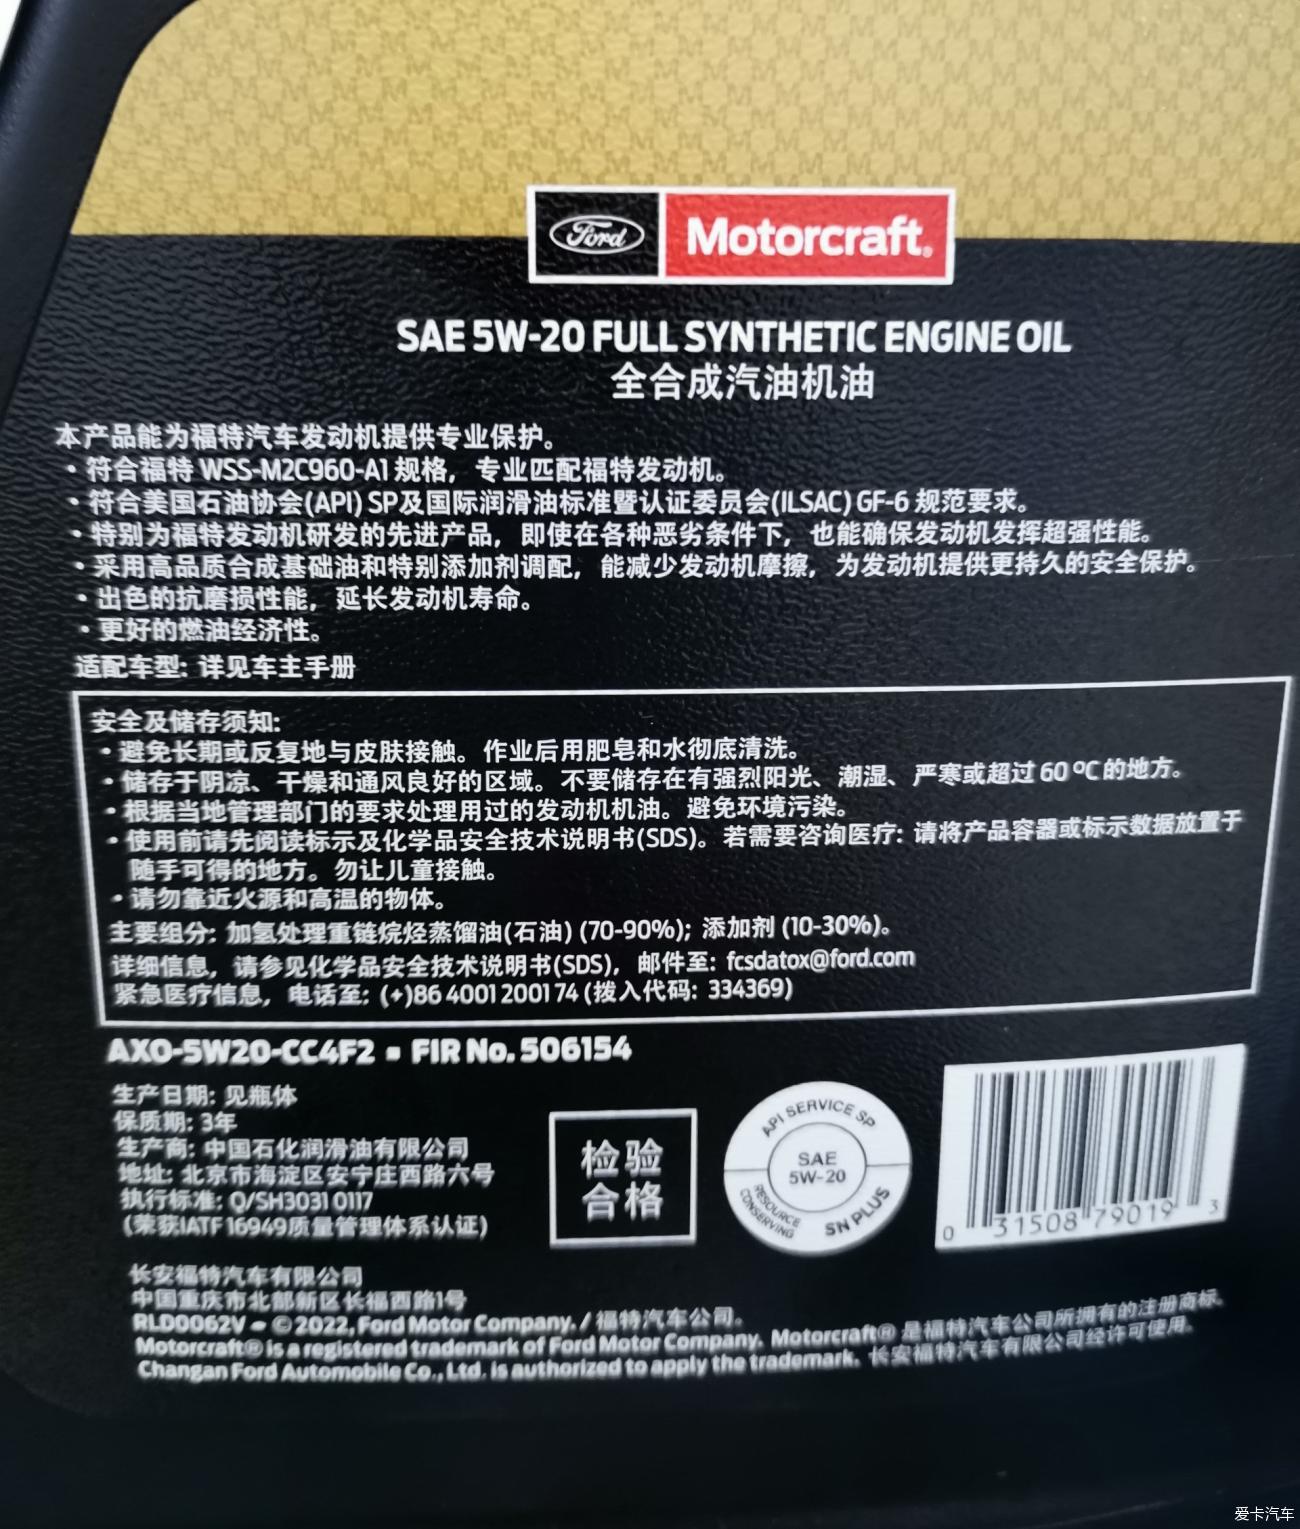 Ford Motorcraft®
SAE 5W-20 FULL SYNTHETIC ENGINE OIL
全合成汽油机油
本产品能为福特汽车发动机提供专业保护。
• 符合福特 WSS-M2C960-A1 规格，专业匹配福特发动机。
• 符合美国石油协会(API) SP及国际润滑油标准暨认证委员会(ILSAC) GF-6 规范要求。
• 特别为福特发动机研发的先进产品，即使在各种恶劣条件下，也能确保发动机发挥超强性能。
• 采用高品质合成基础油和特别添加剂调配，能减少发动机摩擦，为发动机提供更持久的安全保护。
• 出色的抗磨损性能，延长发动机寿命。
• 更好的燃油经济性。
适配车型: 详见车主手册
安全及储存须知:
• 避免长期或反复地与皮肤接触。作业后用肥皂和水彻底清洗。
• 储存于阴凉、干燥和通风良好的区域。不要储存在有强烈阳光、潮湿、严寒或超过 60 ºC 的地方。
• 根据当地管理部门的要求处理用过的发动机机油。避免环境污染。
• 使用前请先阅读标示及化学品安全技术说明书(SDS)。若需要咨询医疗: 请将产品容器或标示数据放置于
随手可得的地方。勿让儿童接触。
• 请勿靠近火源和高温的物体。
主要组分: 加氢处理重链烷烃蒸馏油(石油) (70-90%); 添加剂 (10-30%)。
详细信息，请参见化学品安全技术说明书(SDS)，邮件至: fcsdatox@ford.com
紧急医疗信息，电话至: (+)86 4001 2001 74 (拨入代码: 334369)
AXO-5W20-CC4F2 ▪ FIR No. 506154
生产日期: 见瓶体
保质期: 3年
生产商: 中国石化润滑油有限公司
地址: 北京市海淀区安宁庄西路六号
执行标准: Q/SH3031 0117
(荣获IATF 16949质量管理体系认证)
检验
合格
API SERVICE SP
SAE
5W-20
RESOURCE
CONSERVING
SN PLUS
0 31508 79019 3
长安福特汽车有限公司
中国重庆市北部新区长福西路1号
RLD0062V – © 2022, Ford Motor Company. / 福特汽车公司。
Motorcraft® is a registered trademark of Ford Motor Company. Motorcraft® 是福特汽车公司所拥有的注册商标。
Changan Ford Automobile Co., Ltd. is authorized to apply the trademark. 长安福特汽车有限公司经许可使用。
爱卡汽车